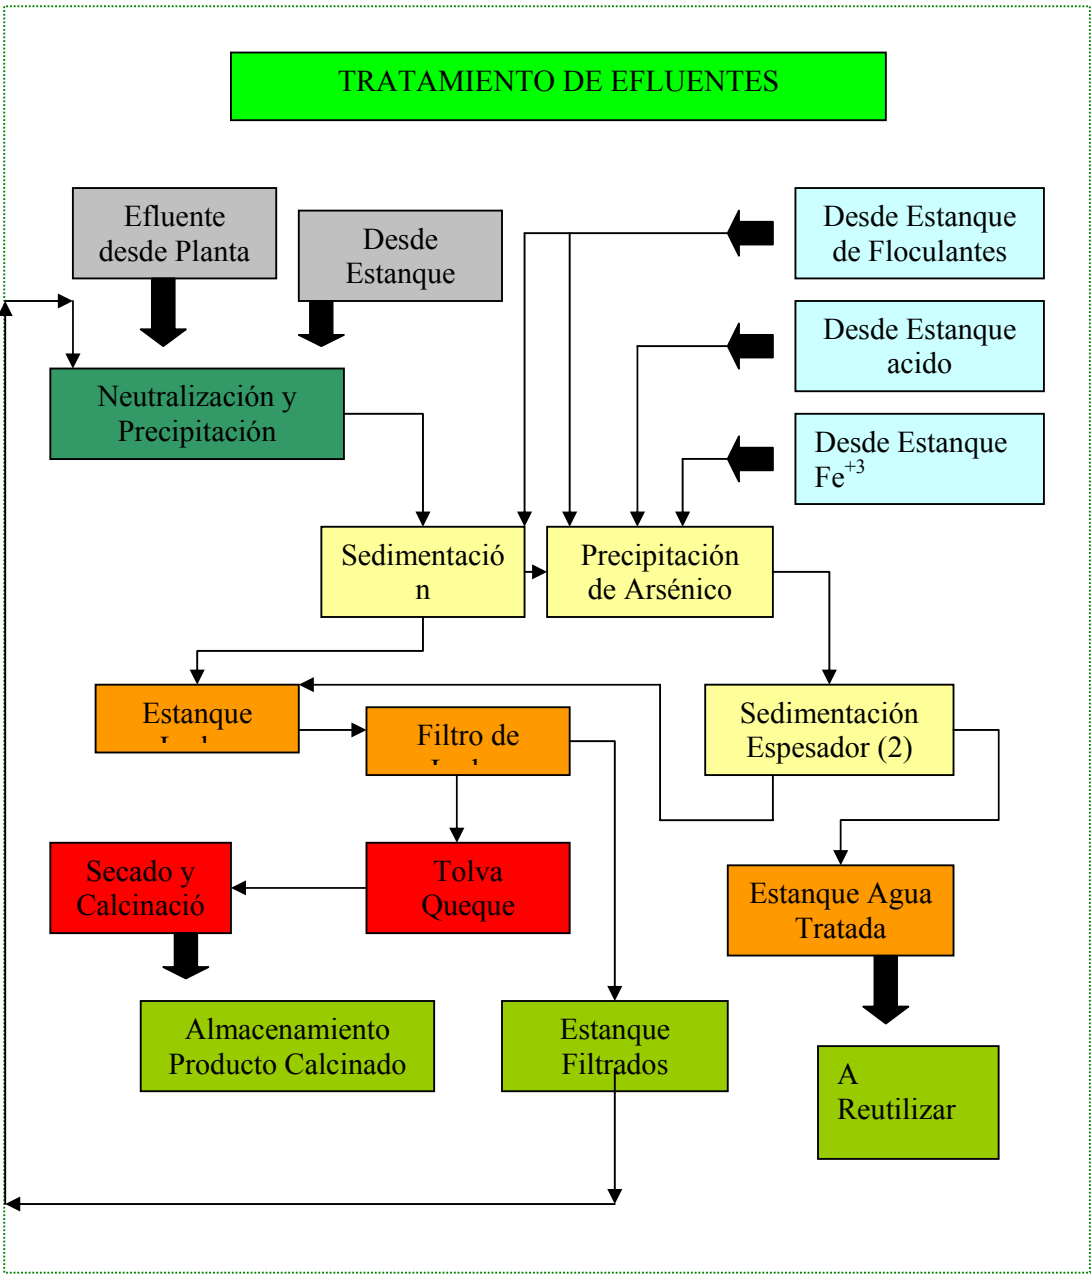 TRATAMIENTO DE EFLUENTES
Efluente
desde Planta
Desde
Estanque
Desde Estanque
de Floculantes
Desde Estanque
acido
Neutralización y
Precipitación
Desde Estanque
Fe+3
Sedimentació
n
Precipitación
de Arsénico
Estanque
Filtro de
Sedimentación
Espesador (2)
Secado y
Calcinació
Tolva
Queque
Estanque Agua
Tratada
Almacenamiento
Producto Calcinado
Estanque
Filtrados
A
Reutilizar